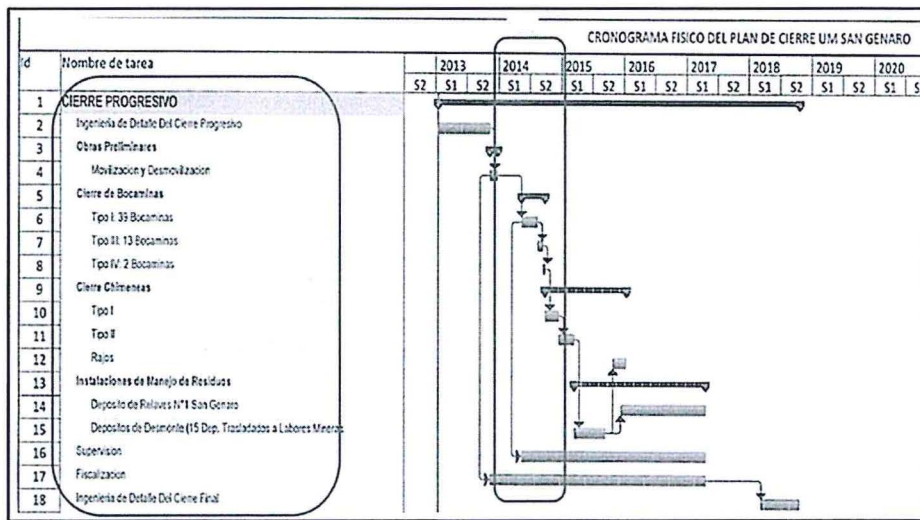 CRONOGRAMA FISICO DEL PLAN DE CIERRE UM SAN GENARO
Id Nombre de tarea 2013 2014 2015 2016 2017 2018 2019 2020
S2 S1 S2 S1 S2 S1 S2 S1 S2 S1 S2 S1 S2 S1 S2 S1 S
1 CIERRE PROGRESIVO
2 Ingenieria de Detalle Del Cierre Progresivo
3 Obras Preliminares
4 Movilizacion y Desmovilizacion
5 Cierre de Bocaminas
6 Tipo I: 39 Bocaminas
7 Tipo III: 13 Bocaminas
8 Tipo IV: 2 Bocaminas
9 Cierre Chimeneas
10 Tipo I
11 Tipo II
12 Rajos
13 Instalaciones de Manejo de Residuos
14 Deposito de Relaves N°1 San Genaro
15 Depositos de Desmonte (15 Dep. Trasladados a Labores Mineras
16 Supervision
17 Fiscalizacion
18 Ingenieria de Detalle Del Cierre Final